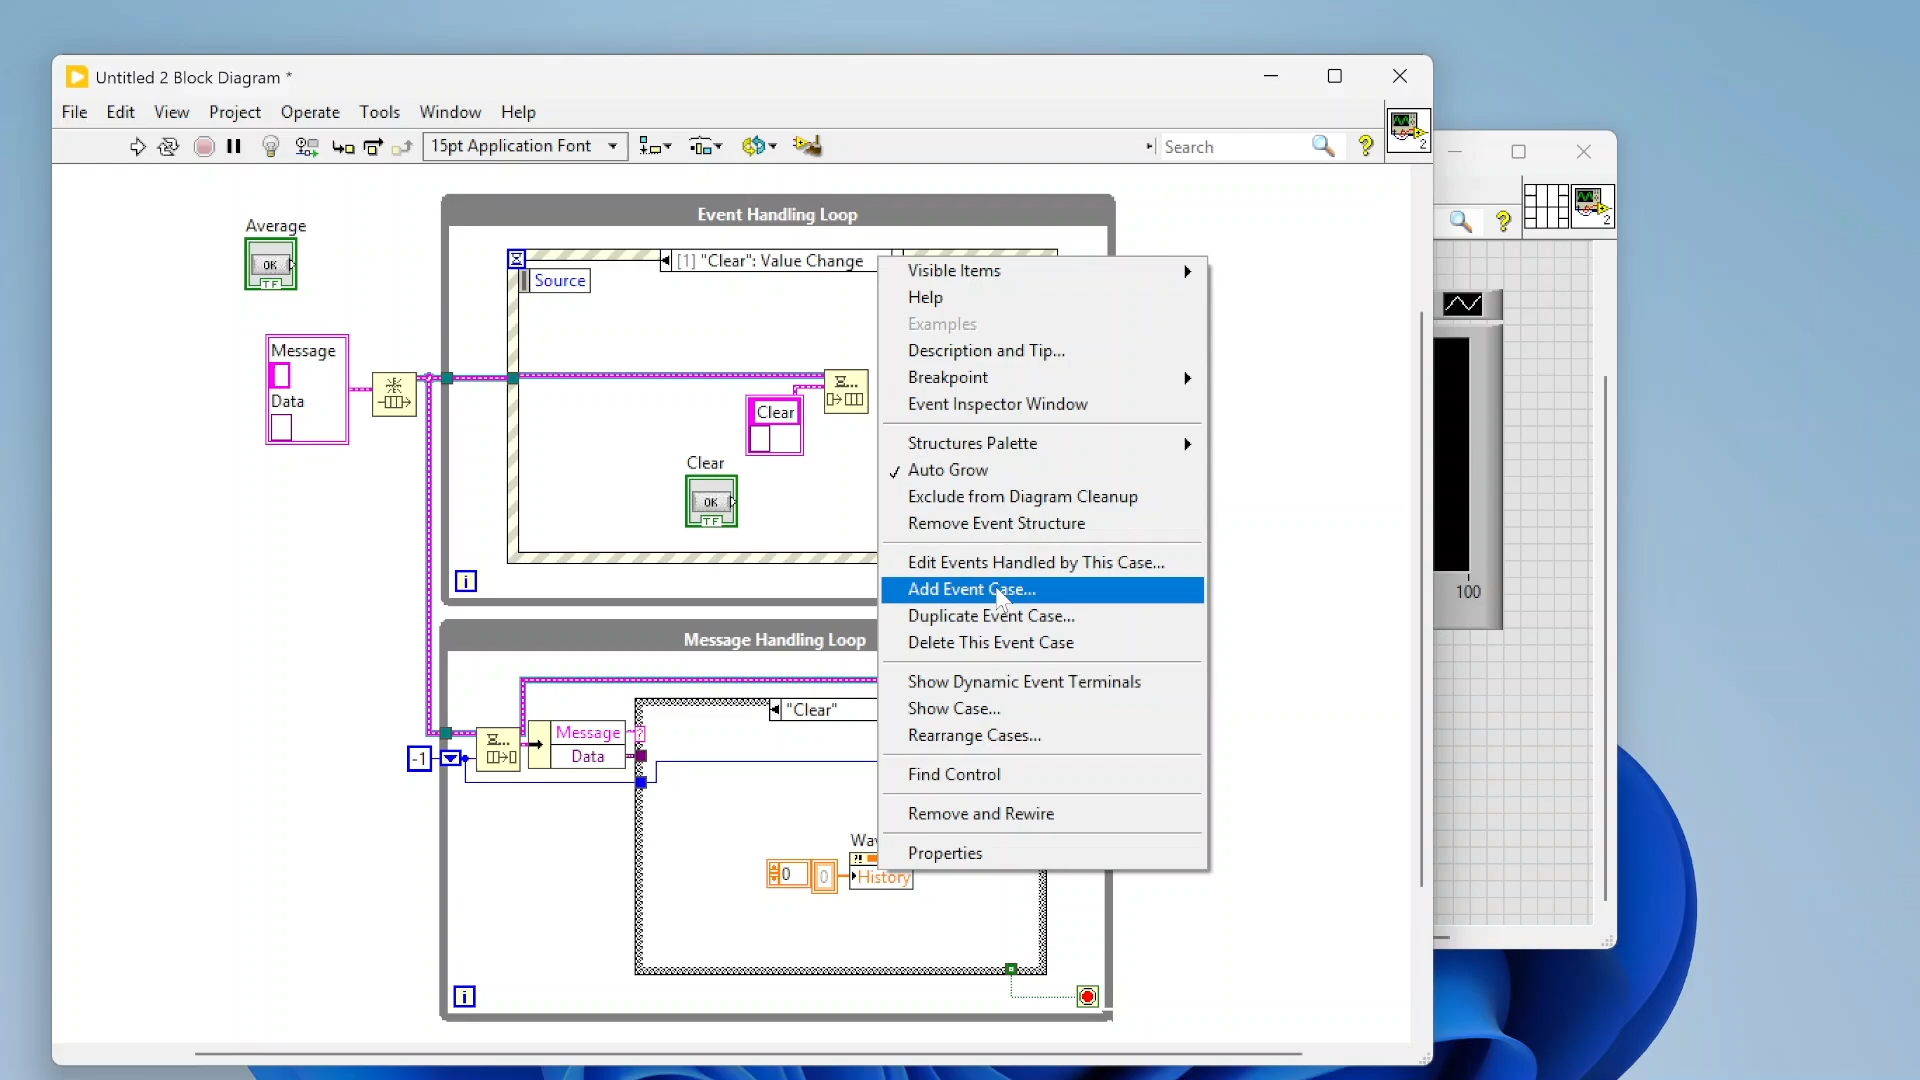 Untitled 2 Block Diagram *
File Edit View Project Operate Tools Window Help
15pt Application Font
Search
2
2
Event Handling Loop
Average
OK
TF
[1] "Clear": Value Change
Source
Message
Data
Clear
Clear
OK
TF
i
Visible Items
Help
Examples
Description and Tip...
Breakpoint
Event Inspector Window
Structures Palette
Auto Grow
Exclude from Diagram Cleanup
Remove Event Structure
Edit Events Handled by This Case...
Add Event Case...
Duplicate Event Case...
Delete This Event Case
Show Dynamic Event Terminals
Show Case...
Rearrange Cases...
Find Control
Remove and Rewire
Properties
100
Message Handling Loop
"Clear"
Message
Data
-1
Wav
0
0
History
i